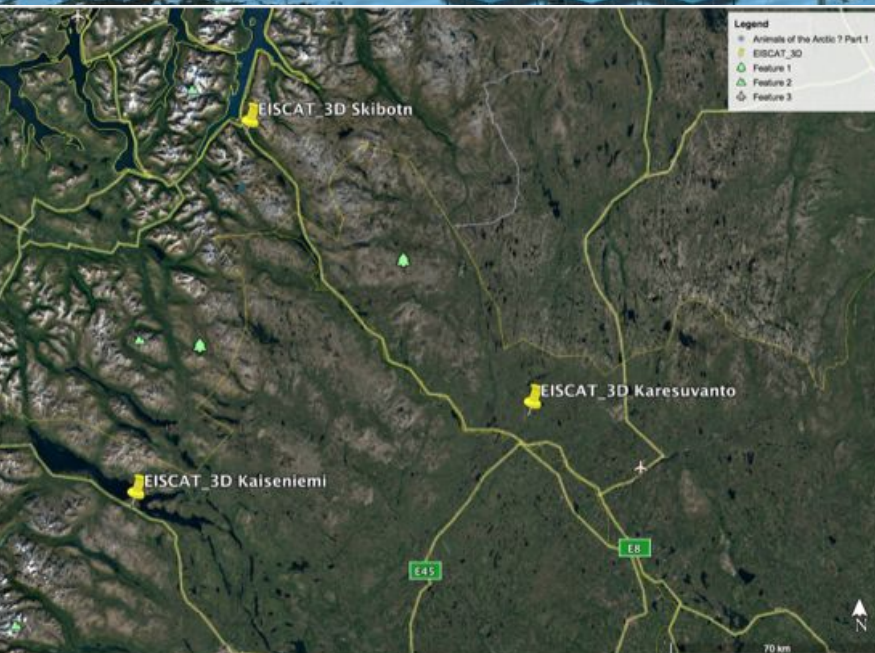 Legend
Animals of the Arctic ? Part 1
EISCAT_3D
Feature 1
Feature 2
Feature 3
EISCAT_3D Skibotn
EISCAT_3D Karesuvanto
EISCAT_3D Kaiseniemi
E8
E45
N
70 km